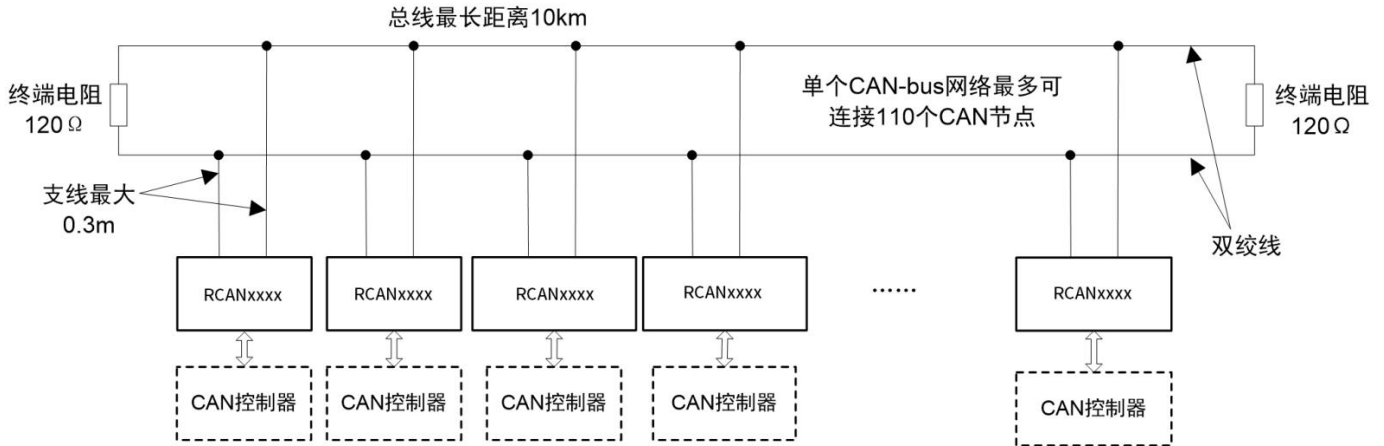 总线最长距离10km
终端电阻
120Ω
单个CAN-bus网络最多可
连接110个CAN节点
终端电阻
120Ω
支线最大
0.3m
双绞线
RCANxxxx
RCANxxxx
RCANxxxx
RCANxxxx
......
RCANxxxx
CAN控制器
CAN控制器
CAN控制器
CAN控制器
CAN控制器